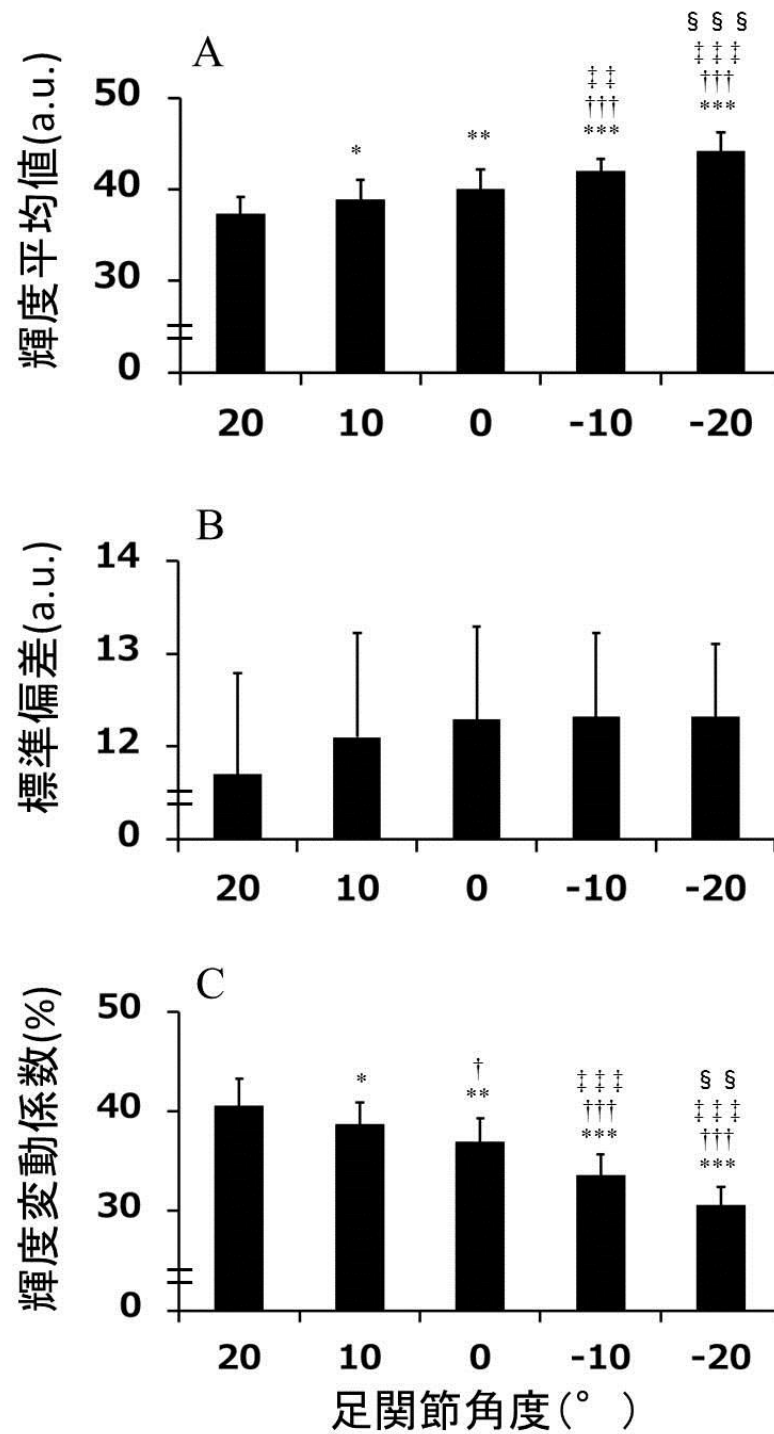 A
§ § §
‡ ‡ ‡ ‡ ‡
††† †††
* ** *** ***
輝度平均値(a.u.)
50
40
30
0
20 10 0 -10 -20
B
標準偏差(a.u.)
14
13
12
0
20 10 0 -10 -20
C
† ‡ ‡ ‡ § §
††† ‡ ‡ ‡
* ** *** †††
***
輝度変動係数(%)
50
40
30
0
20 10 0 -10 -20
足関節角度(° )